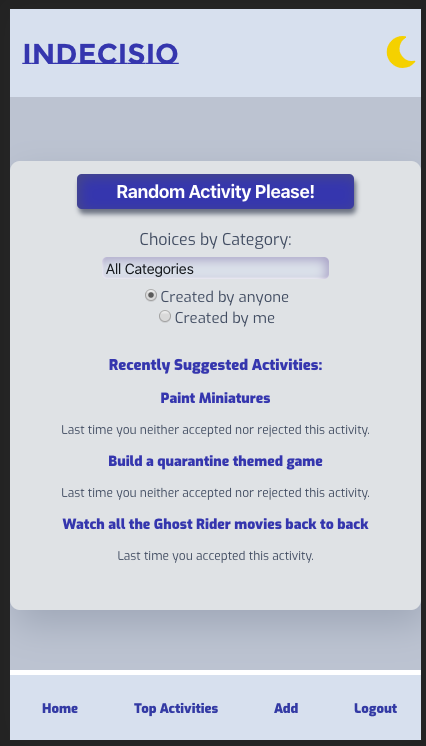 INDECISIO
Random Activity Please!
Choices by Category:
All Categories
Created by anyone
Created by me
Recently Suggested Activities:
Paint Miniatures
Last time you neither accepted nor rejected this activity.
Build a quarantine themed game
Last time you neither accepted nor rejected this activity.
Watch all the Ghost Rider movies back to back
Last time you accepted this activity.
Home Top Activities Add Logout